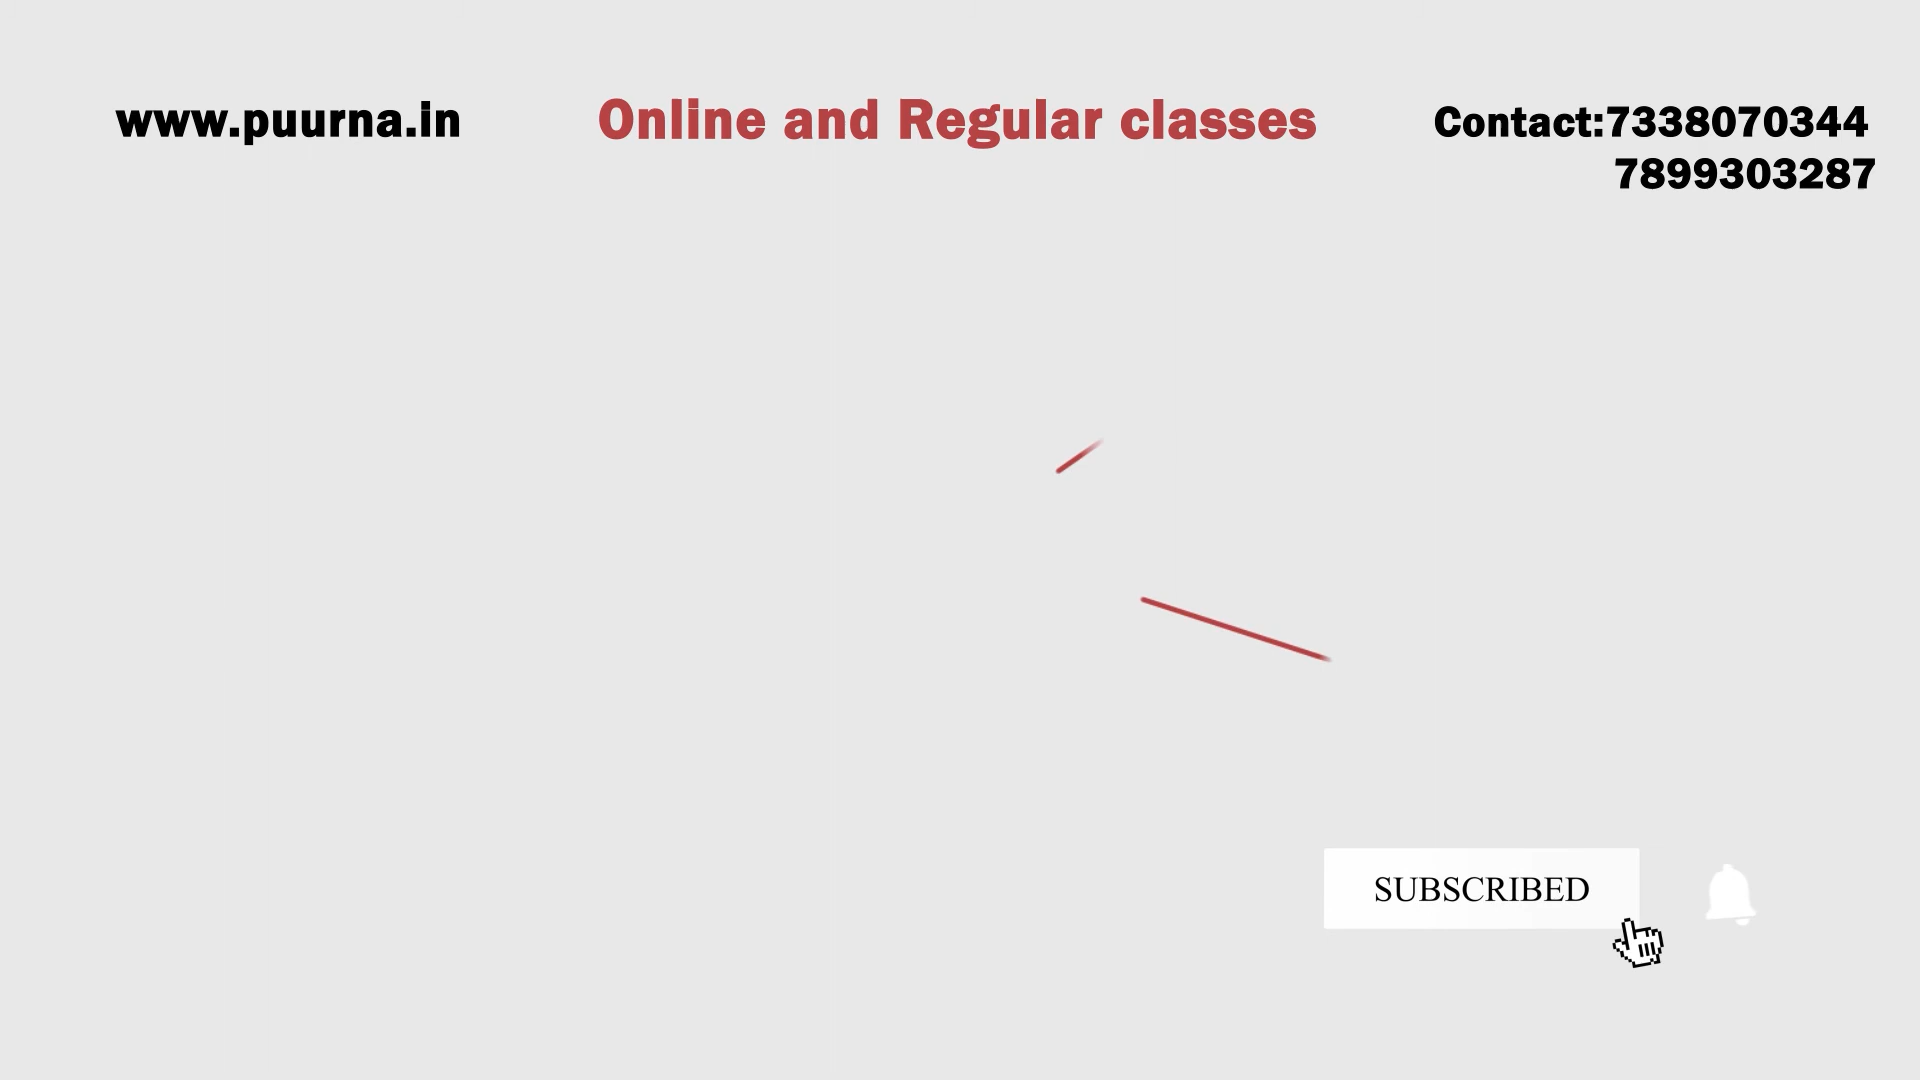 www.puurna.in
Online and Regular classes
Contact:7338070344
7899303287
SUBSCRIBED